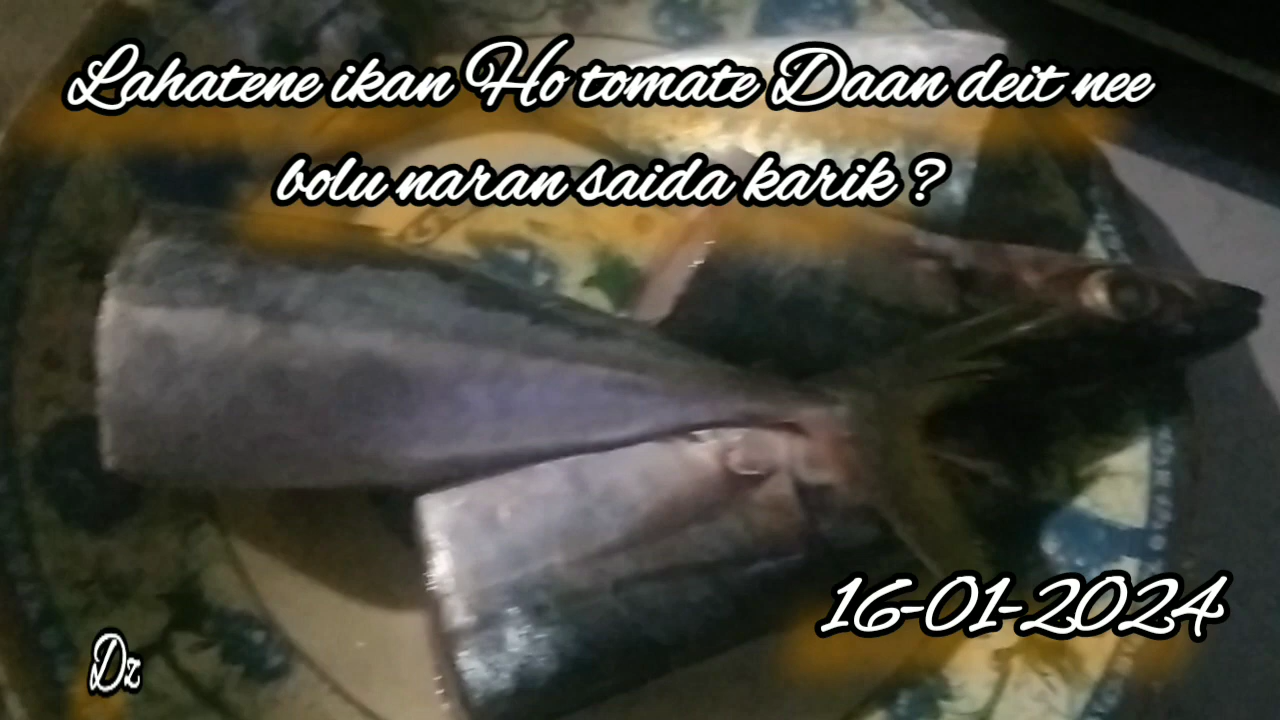 Lahatene ikan Ho tomate Daan deit nee
bolu naran saida karik ?
16-01-2024
Dz